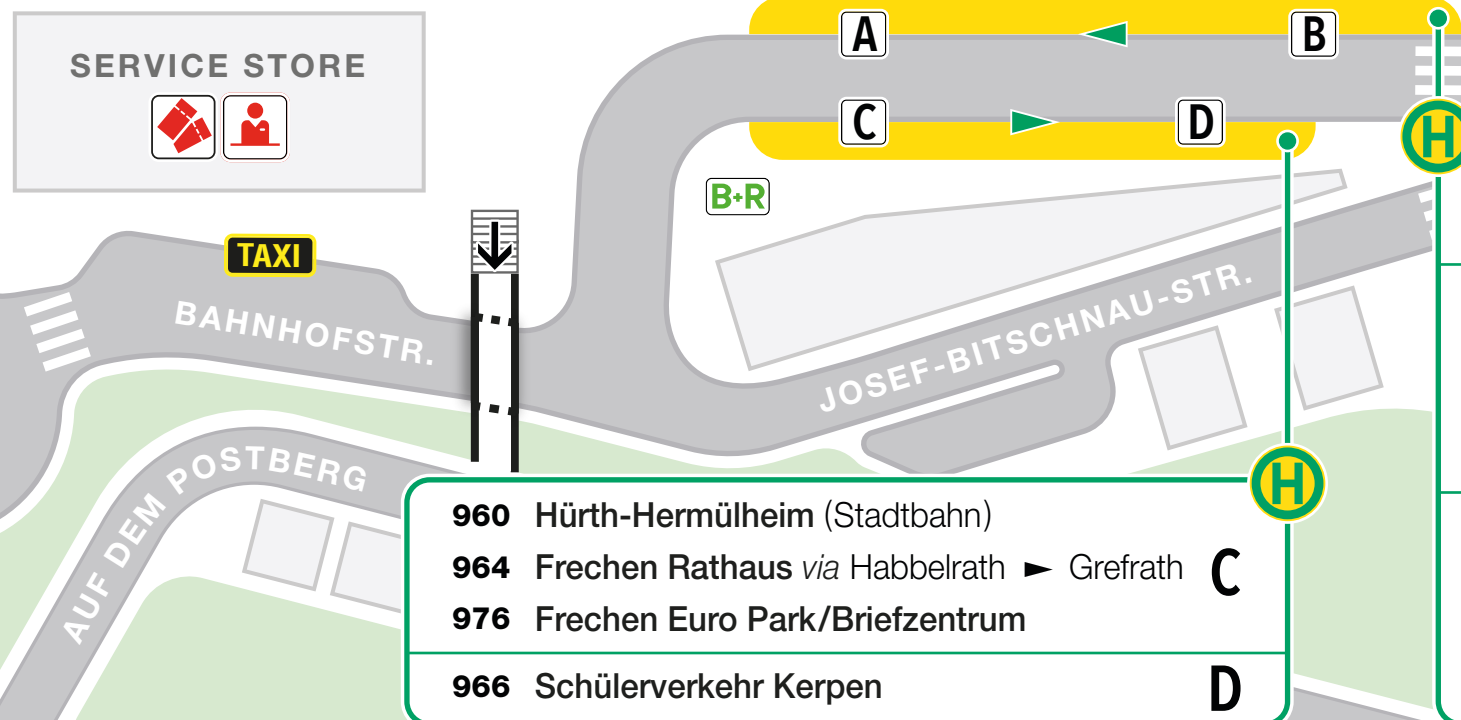 SERVICE STORE
A
B
C
D
H
B+R
TAXI
BAHNHOFSTR.
JOSEF-BITSCHNAU-STR.
AUF DEM POSTBERG
H
960 Hürth-Hermülheim (Stadtbahn)
964 Frechen Rathaus via Habbelrath ► Grefrath C
976 Frechen Euro Park/Briefzentrum
966 Schülerverkehr Kerpen D